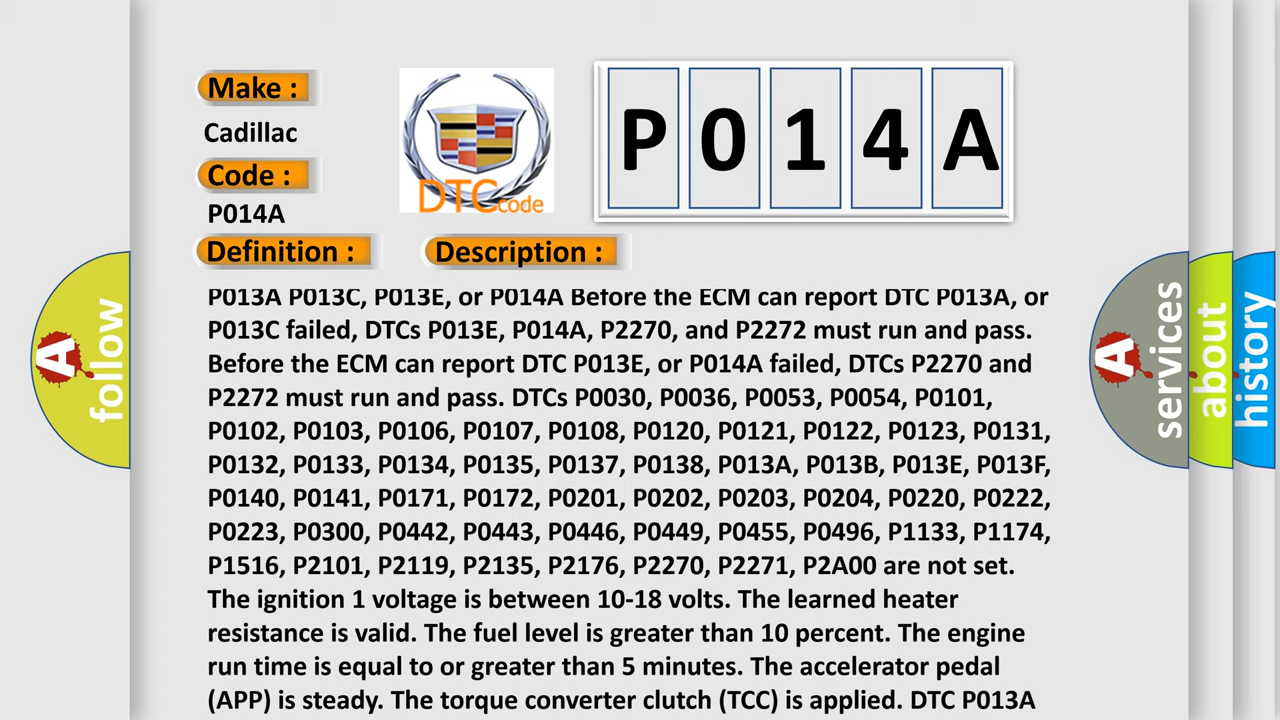 Make :
Cadillac
Code :
P014A
DTCcode
P014A
Definition :
Description :
P013A P013C, P013E, or P014A Before the ECM can report DTC P013A, or
P013C failed, DTCs P013E, P014A, P2270, and P2272 must run and pass.
Before the ECM can report DTC P013E, or P014A failed, DTCs P2270 and
P2272 must run and pass. DTCs P0030, P0036, P0053, P0054, P0101,
P0102, P0103, P0106, P0107, P0108, P0120, P0121, P0122, P0123, P0131,
P0132, P0133, P0134, P0135, P0137, P0138, P013A, P013B, P013E, P013F,
P0140, P0141, P0171, P0172, P0201, P0202, P0203, P0204, P0220, P0222,
P0223, P0300, P0442, P0443, P0446, P0449, P0455, P0496, P1133, P1174,
P1516, P2101, P2119, P2135, P2176, P2270, P2271, P2A00 are not set.
The ignition 1 voltage is between 10-18 volts. The learned heater
resistance is valid. The fuel level is greater than 10 percent. The engine
run time is equal to or greater than 5 minutes. The accelerator pedal
(APP) is steady. The torque converter clutch (TCC) is applied. DTC P013A
A
follow
A
services
about
history